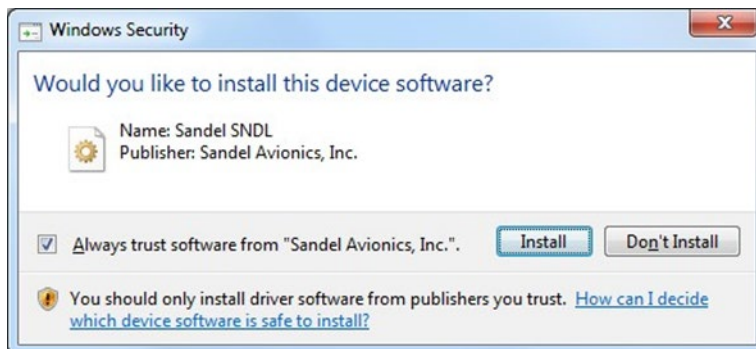 Windows Security
Would you like to install this device software?
Name: Sandel SNDL
Publisher: Sandel Avionics, Inc.
Always trust software from "Sandel Avionics, Inc.".
Install
Don't Install
You should only install driver software from publishers you trust. How can I decide
which device software is safe to install?